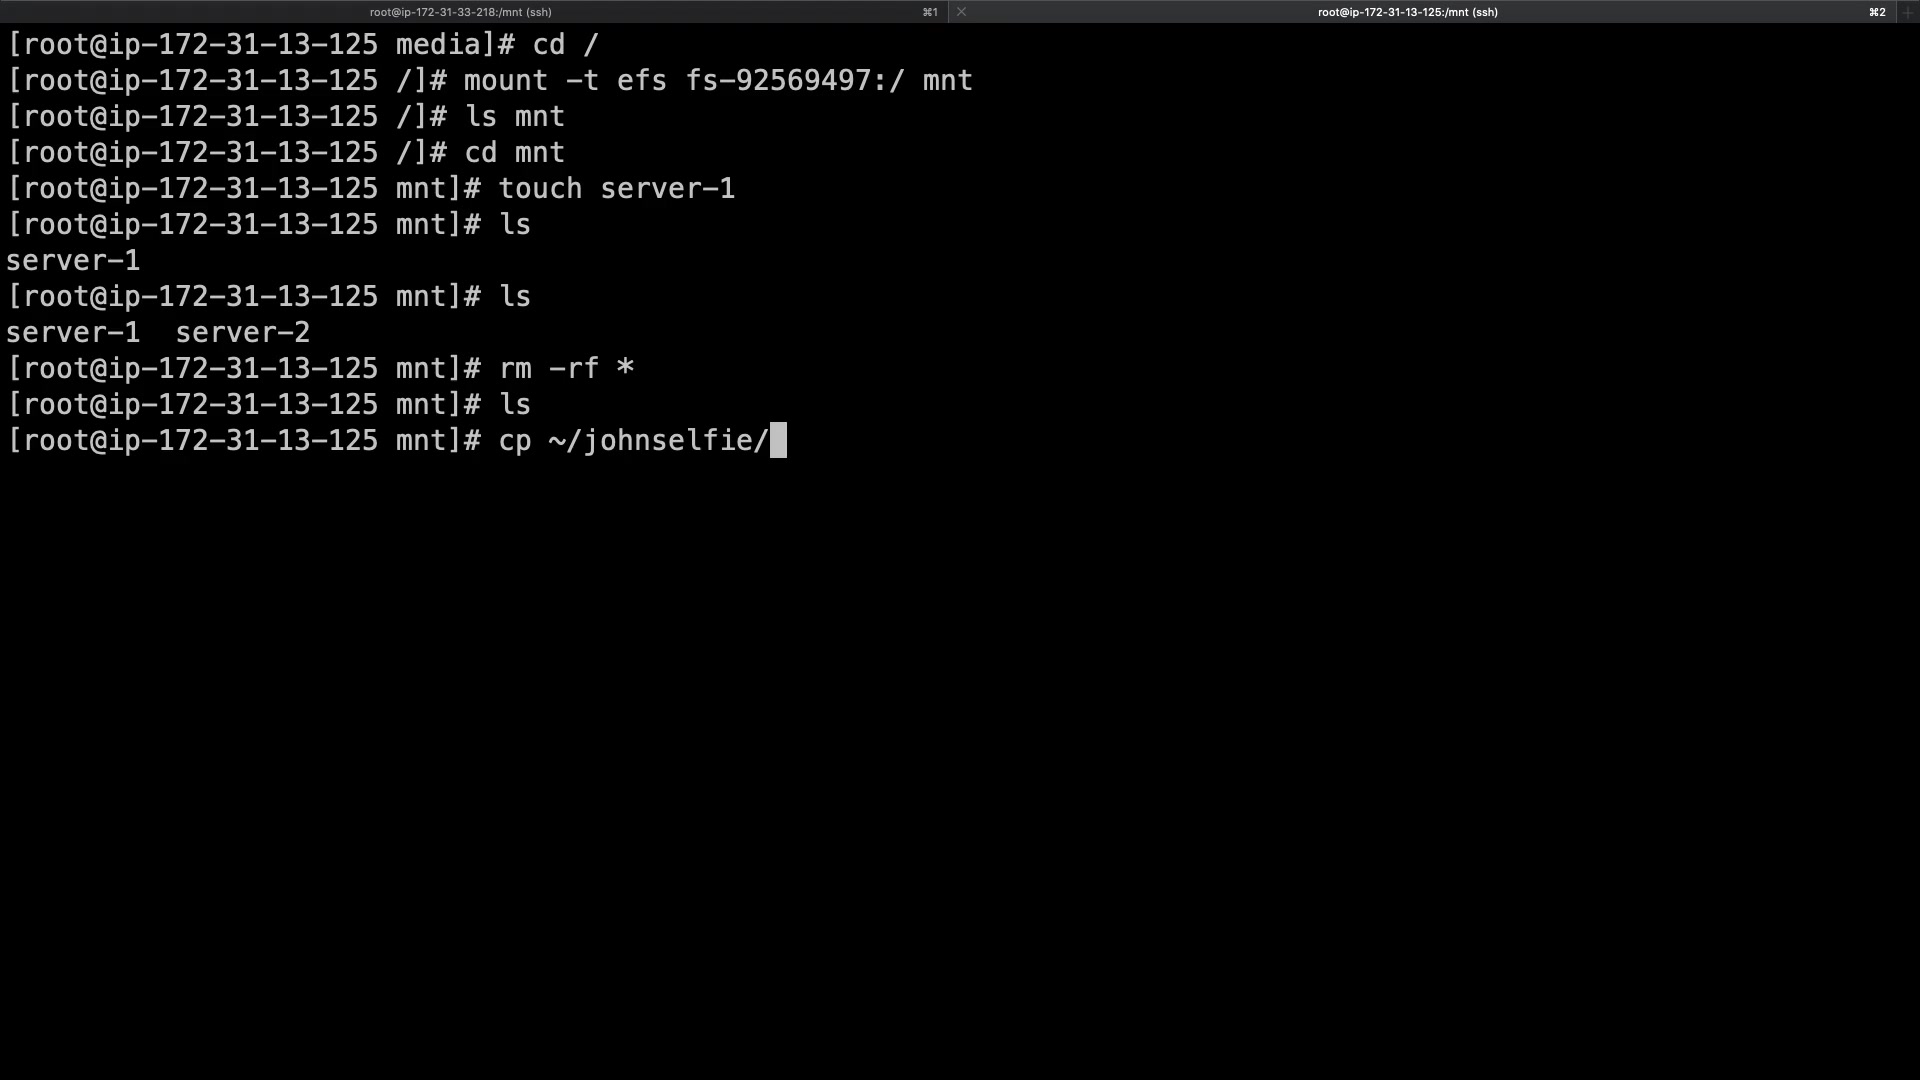 root@ip-172-31-33-218:/mnt (ssh) ⌘1 × root@ip-172-31-13-125:/mnt (ssh) ⌘2 +
[root@ip-172-31-13-125 media]# cd /
[root@ip-172-31-13-125 /]# mount -t efs fs-92569497:/ mnt
[root@ip-172-31-13-125 /]# ls mnt
[root@ip-172-31-13-125 /]# cd mnt
[root@ip-172-31-13-125 mnt]# touch server-1
[root@ip-172-31-13-125 mnt]# ls
server-1
[root@ip-172-31-13-125 mnt]# ls
server-1  server-2
[root@ip-172-31-13-125 mnt]# rm -rf *
[root@ip-172-31-13-125 mnt]# ls
[root@ip-172-31-13-125 mnt]# cp ~/johnselfie/